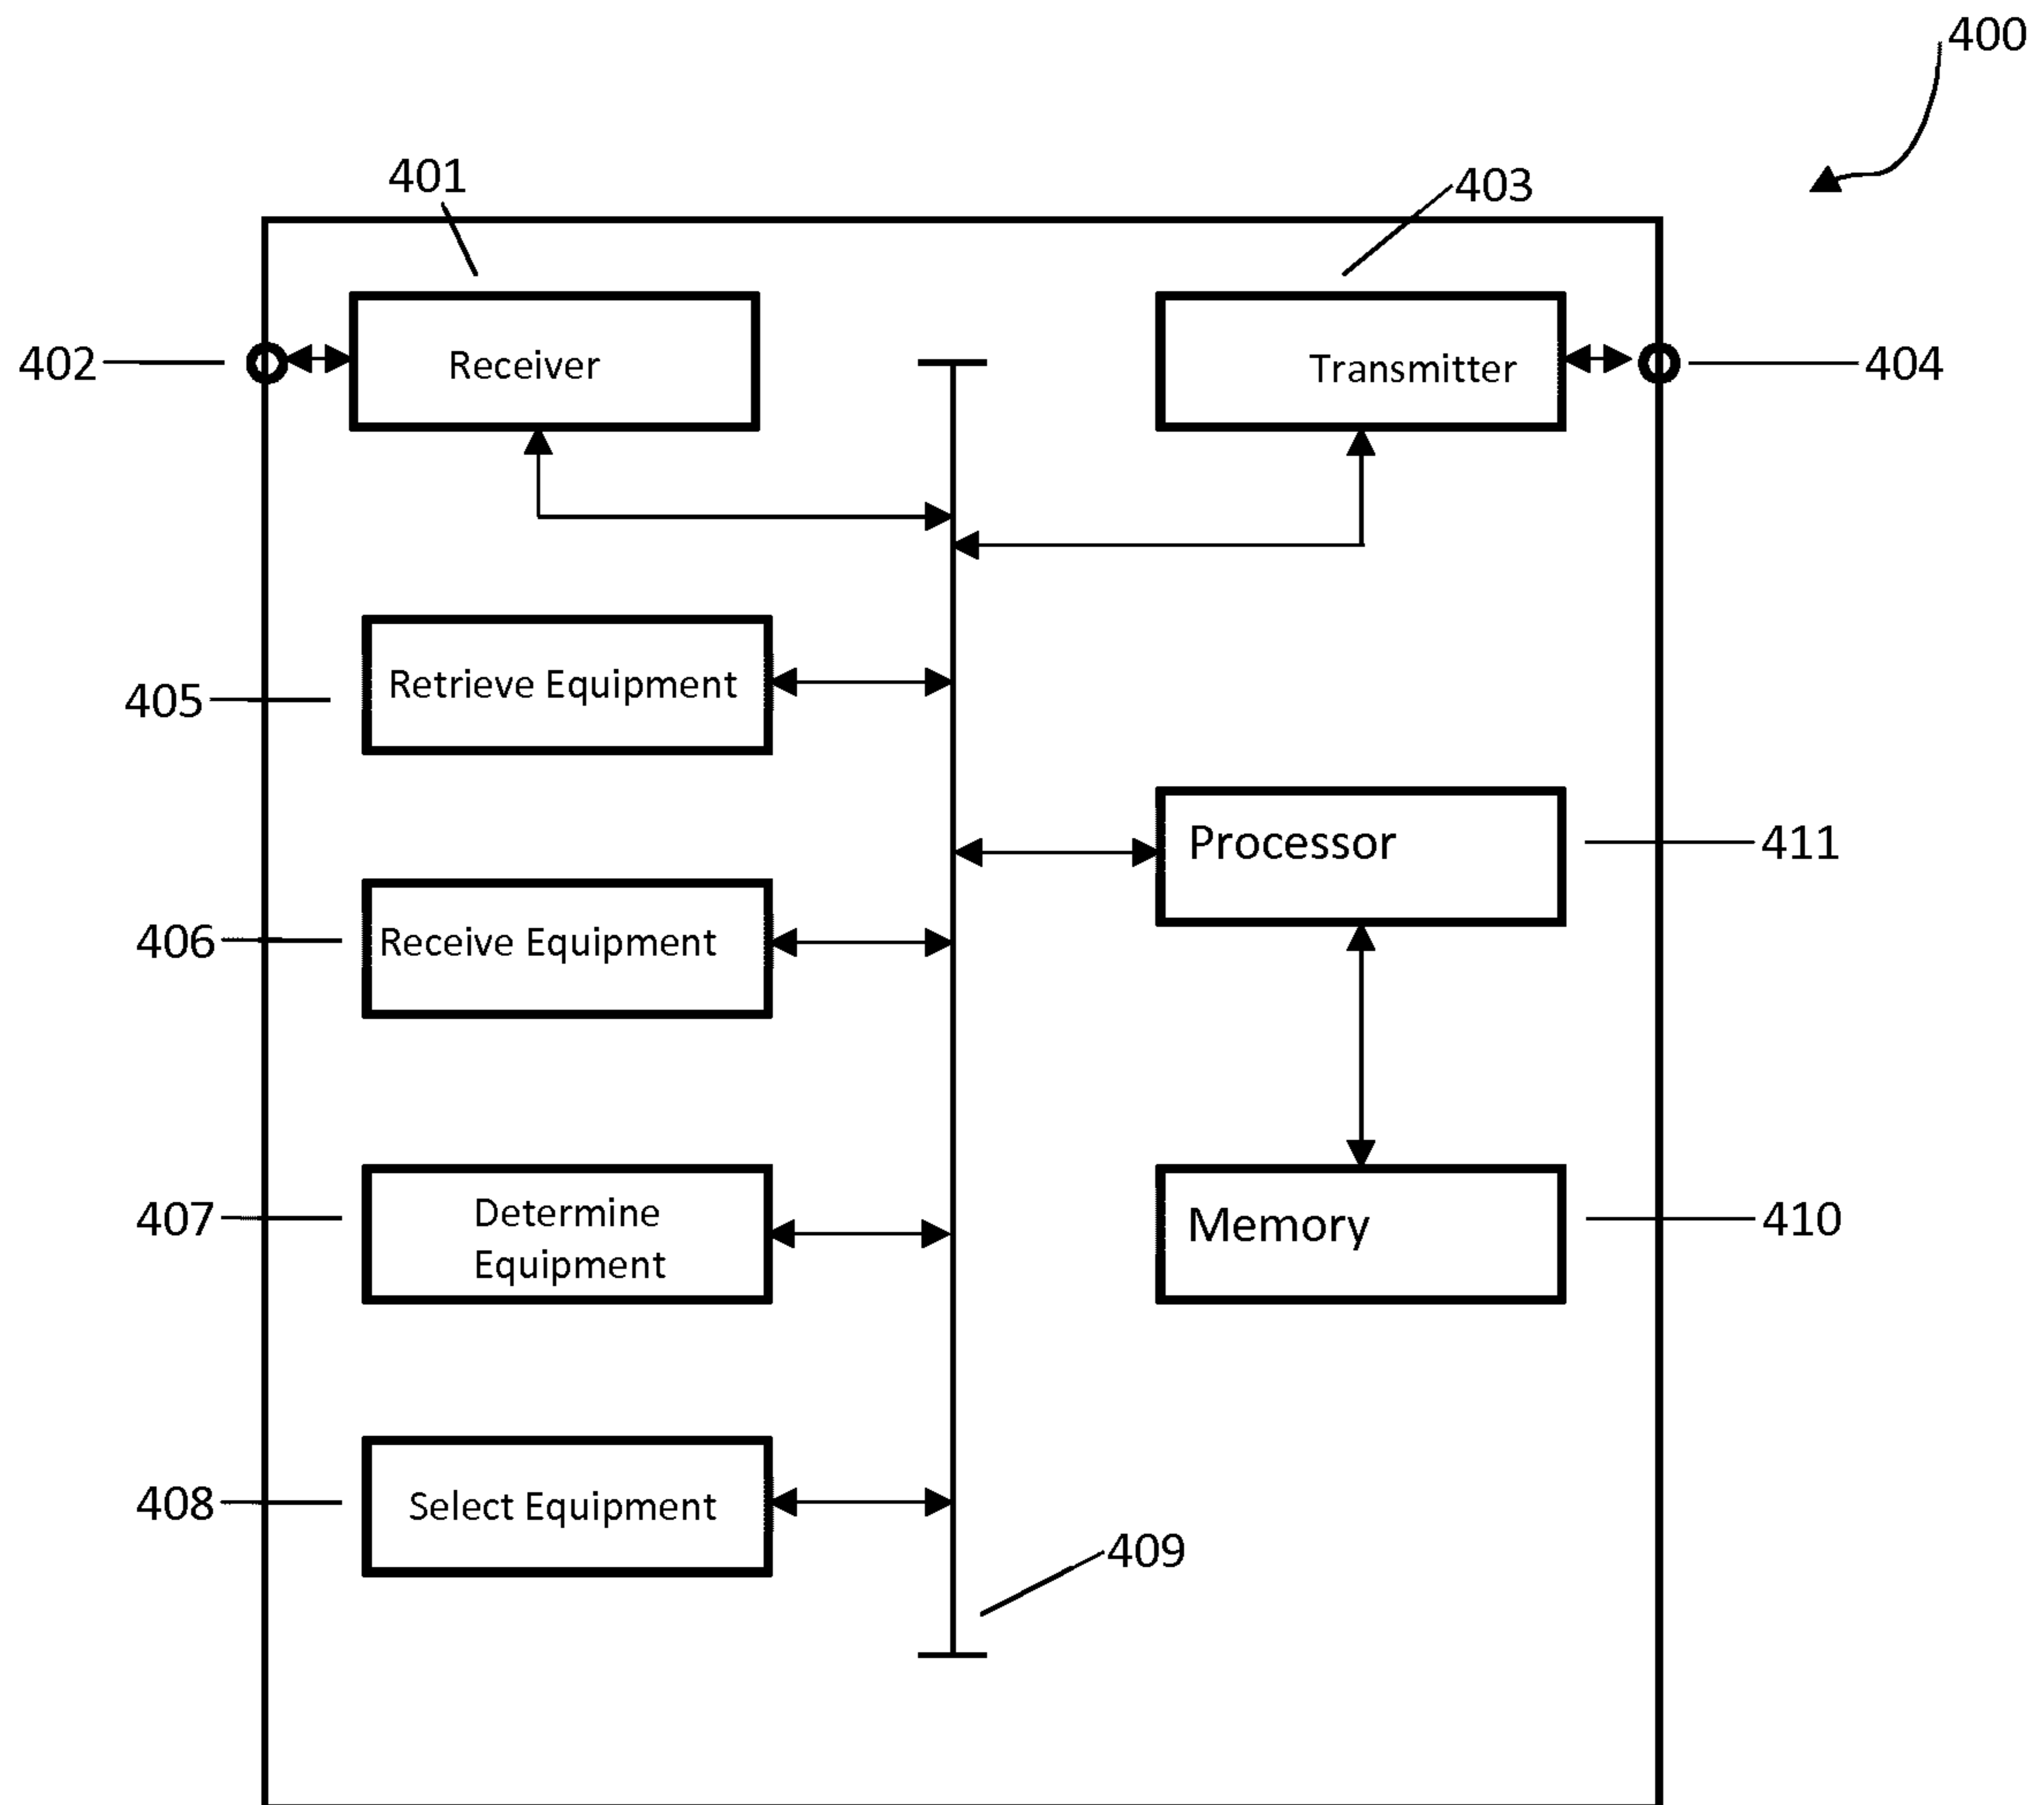 400
401
403
402
Receiver
Transmitter
404
405
Retrieve Equipment
Processor
411
406
Receive Equipment
407
Determine
Equipment
Memory
410
408
Select Equipment
409